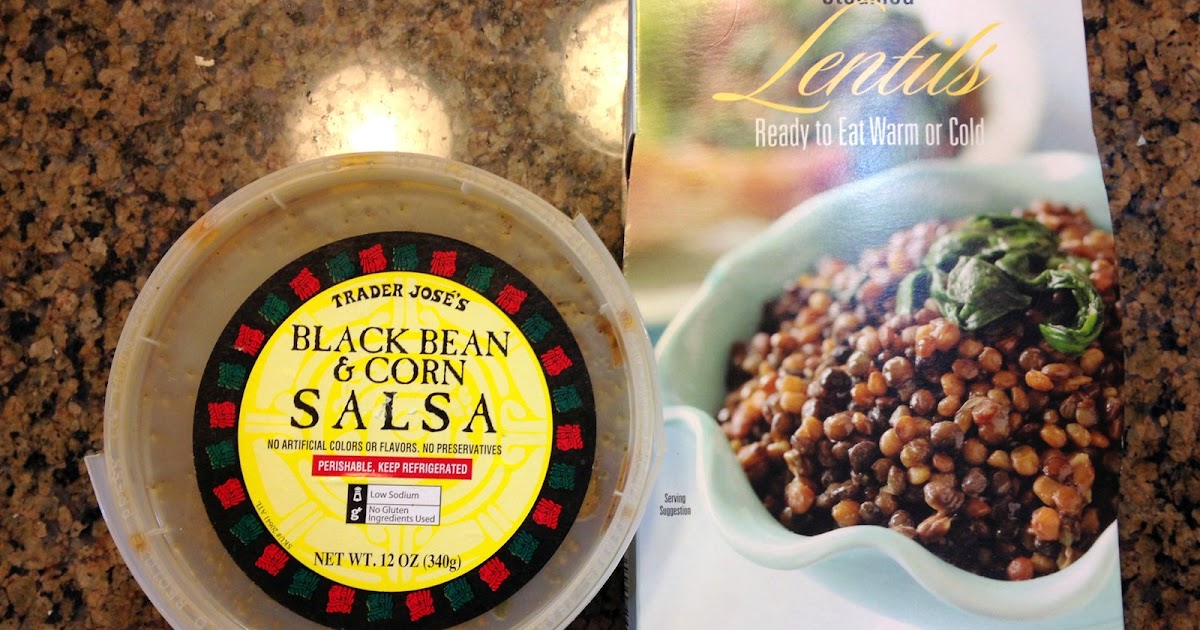 TRADER JOSÉ'S
BLACK BEAN
& CORN
SALSA
NO ARTIFICIAL COLORS OR FLAVORS. NO PRESERVATIVES
PERISHABLE, KEEP REFRIGERATED
Low Sodium
g
No Gluten
Ingredients Used
NET WT. 12 OZ (340g)
Lentils
Ready to Eat Warm or Cold
Serving
Suggestion